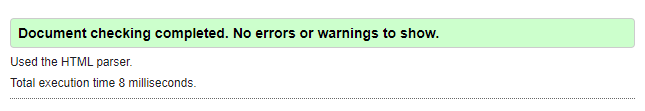 Document checking completed. No errors or warnings to show.
Used the HTML parser.
Total execution time 8 milliseconds.